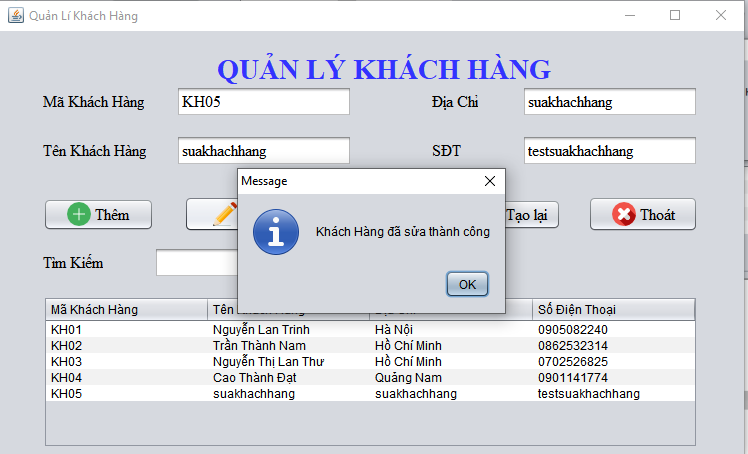 Quản Lí Khách Hàng
QUẢN LÝ KHÁCH HÀNG
Mã Khách Hàng KH05 Địa Chỉ suakhachhang
Tên Khách Hàng suakhachhang SĐT testsuakhachhang
Message
Thêm Tạo lại Thoát
Khách Hàng đã sửa thành công
Tìm Kiếm
OK
Mã Khách Hàng Số Điện Thoại
KH01 Nguyễn Lan Trinh Hà Nội 0905082240
KH02 Trần Thành Nam Hồ Chí Minh 0862532314
KH03 Nguyễn Thị Lan Thư Hồ Chí Minh 0702526825
KH04 Cao Thành Đạt Quảng Nam 0901141774
KH05 suakhachhang suakhachhang testsuakhachhang